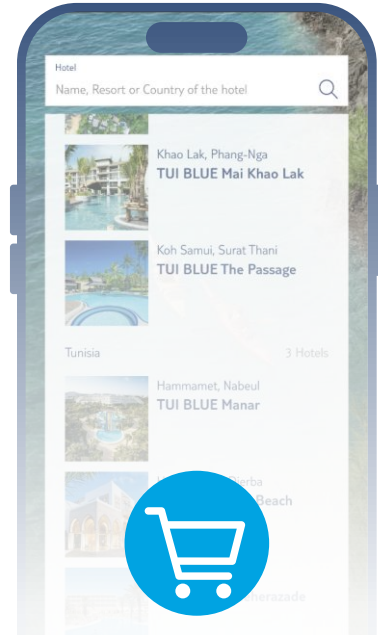 Hotel
Name, Resort or Country of the hotel
Khao Lak, Phang-Nga
TUI BLUE Mai Khao Lak
Koh Samui, Surat Thani
TUI BLUE The Passage
Tunisia
3 Hotels
Hammamet, Nabeul
TUI BLUE Manar
Beach